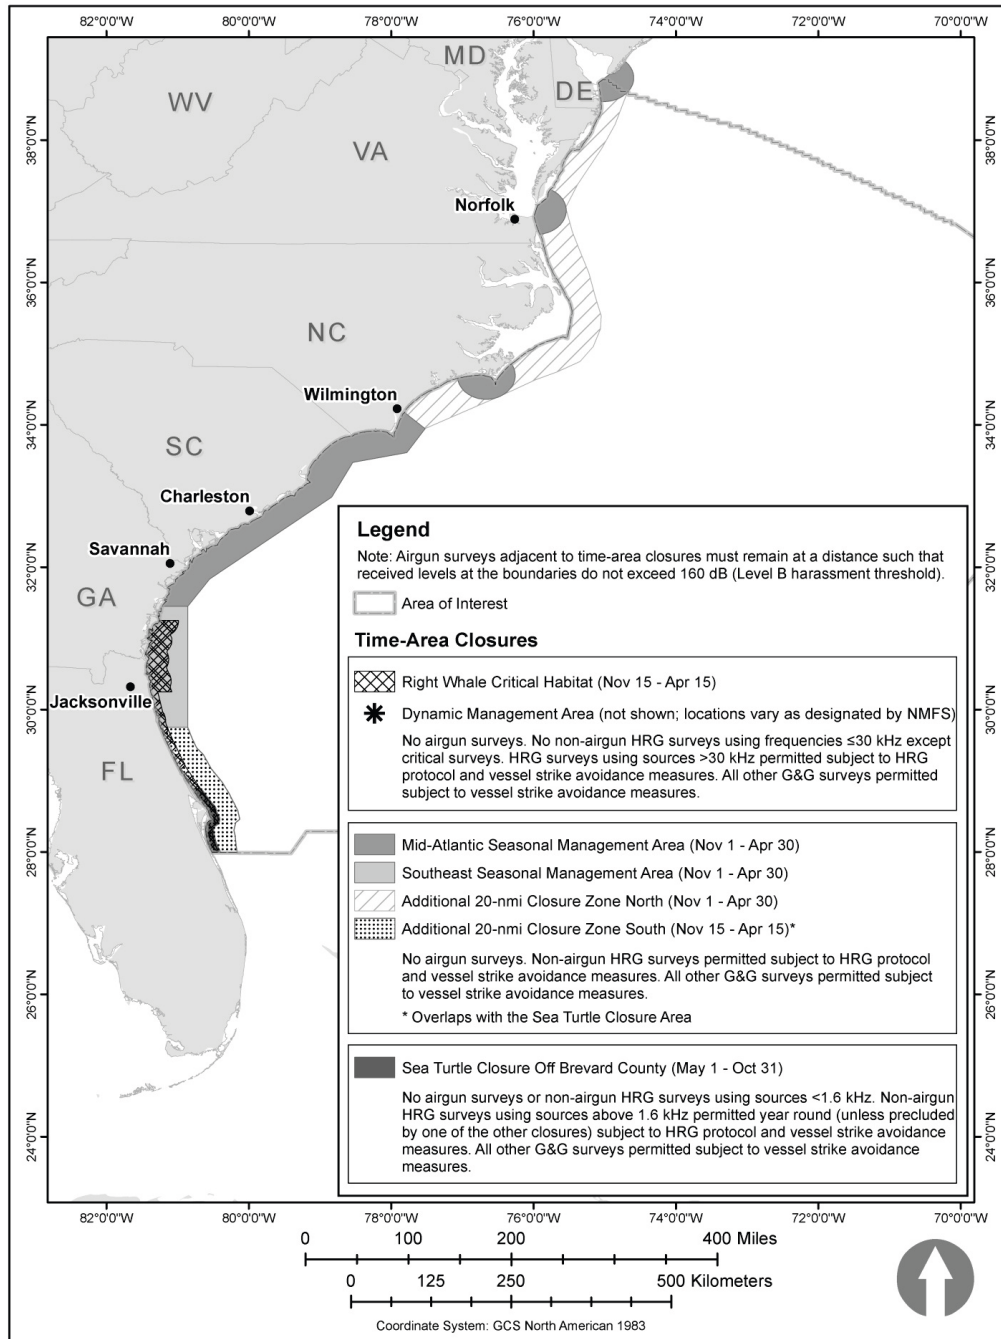 82°0'0"W 80°0'0"W 78°0'0"W 76°0'0"W 74°0'0"W 72°0'0"W 70°0'0"W
MD
DE
WV
VA
38°0'0"N 38°0'0"N
Norfolk
36°0'0"N 36°0'0"N
NC
Wilmington
34°0'0"N 34°0'0"N
SC
Charleston
Savannah
32°0'0"N 32°0'0"N
GA
Jacksonville
30°0'0"N 30°0'0"N
FL
28°0'0"N 28°0'0"N
26°0'0"N 26°0'0"N
24°0'0"N 24°0'0"N
Legend
Note: Airgun surveys adjacent to time-area closures must remain at a distance such that
received levels at the boundaries do not exceed 160 dB (Level B harassment threshold).
Area of Interest
Time-Area Closures
Right Whale Critical Habitat (Nov 15 - Apr 15)
Dynamic Management Area (not shown; locations vary as designated by NMFS)
No airgun surveys. No non-airgun HRG surveys using frequencies ≤30 kHz except
critical surveys. HRG surveys using sources >30 kHz permitted subject to HRG
protocol and vessel strike avoidance measures. All other G&G surveys permitted
subject to vessel strike avoidance measures.
Mid-Atlantic Seasonal Management Area (Nov 1 - Apr 30)
Southeast Seasonal Management Area (Nov 1 - Apr 30)
Additional 20-nmi Closure Zone North (Nov 1 - Apr 30)
Additional 20-nmi Closure Zone South (Nov 15 - Apr 15)*
No airgun surveys. Non-airgun HRG surveys permitted subject to HRG protocol
and vessel strike avoidance measures. All other G&G surveys permitted subject
to vessel strike avoidance measures.
* Overlaps with the Sea Turtle Closure Area
Sea Turtle Closure Off Brevard County (May 1 - Oct 31)
No airgun surveys or non-airgun HRG surveys using sources <1.6 kHz. Non-airgun
HRG surveys using sources above 1.6 kHz permitted year round (unless precluded
by one of the other closures) subject to HRG protocol and vessel strike avoidance
measures. All other G&G surveys permitted subject to vessel strike avoidance
measures.
82°0'0"W 80°0'0"W 78°0'0"W 76°0'0"W 74°0'0"W 72°0'0"W 70°0'0"W
0 100 200 400 Miles
0 125 250 500 Kilometers
Coordinate System: GCS North American 1983